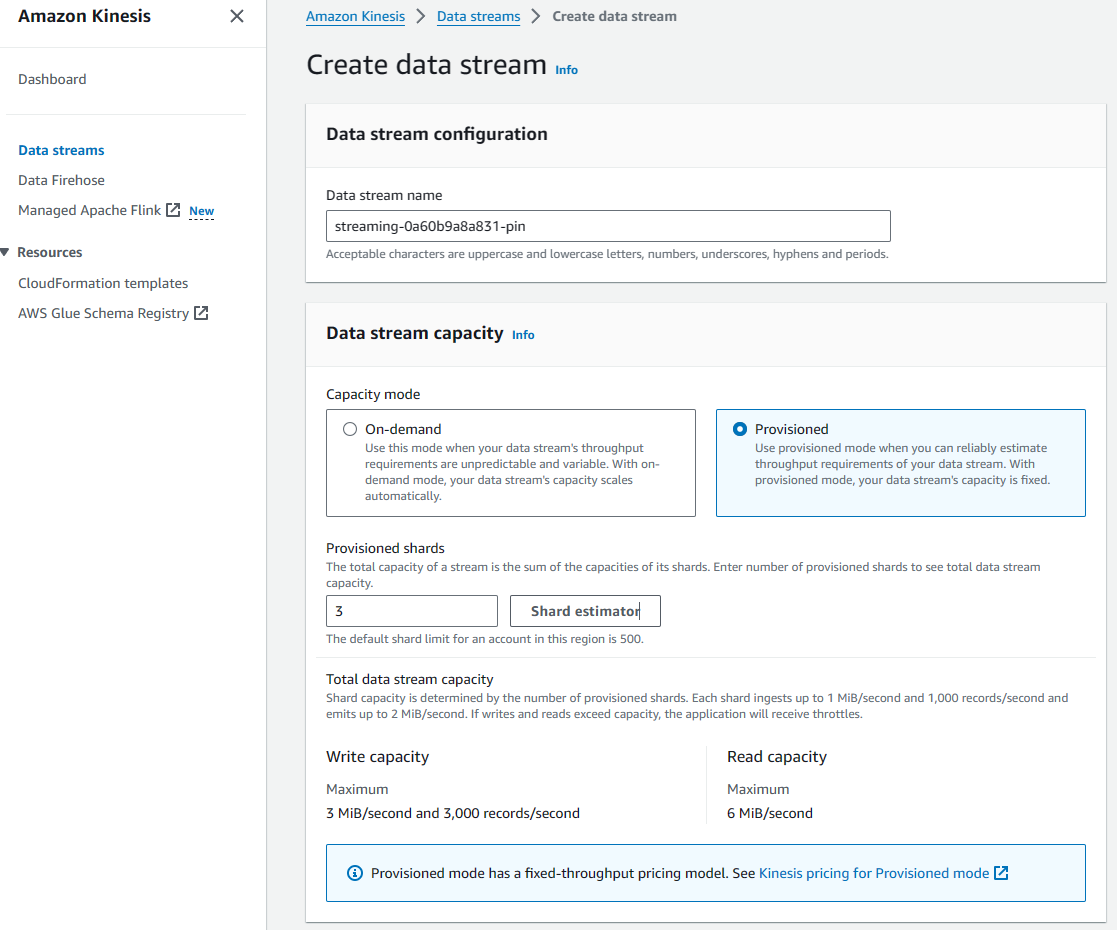 Amazon Kinesis
Dashboard
Data streams
Data Firehose
Managed Apache Flink New
Resources
CloudFormation templates
AWS Glue Schema Registry
Amazon Kinesis Data streams Create data stream
Create data stream Info
Data stream configuration
Data stream name
streaming-0a60b9a8a831-pin
Acceptable characters are uppercase and lowercase letters, numbers, underscores, hyphens and periods.
Data stream capacity Info
Capacity mode
On-demand
Use this mode when your data stream's throughput
requirements are unpredictable and variable. With on-
demand mode, your data stream's capacity scales
automatically.
Provisioned
Use provisioned mode when you can reliably estimate
throughput requirements of your data stream. With
provisioned mode, your data stream's capacity is fixed.
Provisioned shards
The total capacity of a stream is the sum of the capacities of its shards. Enter number of provisioned shards to see total data stream
capacity.
3
Shard estimator
The default shard limit for an account in this region is 500.
Total data stream capacity
Shard capacity is determined by the number of provisioned shards. Each shard ingests up to 1 MiB/second and 1,000 records/second and
emits up to 2 MiB/second. If writes and reads exceed capacity, the application will receive throttles.
Write capacity
Maximum
3 MiB/second and 3,000 records/second
Read capacity
Maximum
6 MiB/second
Provisioned mode has a fixed-throughput pricing model. See Kinesis pricing for Provisioned mode